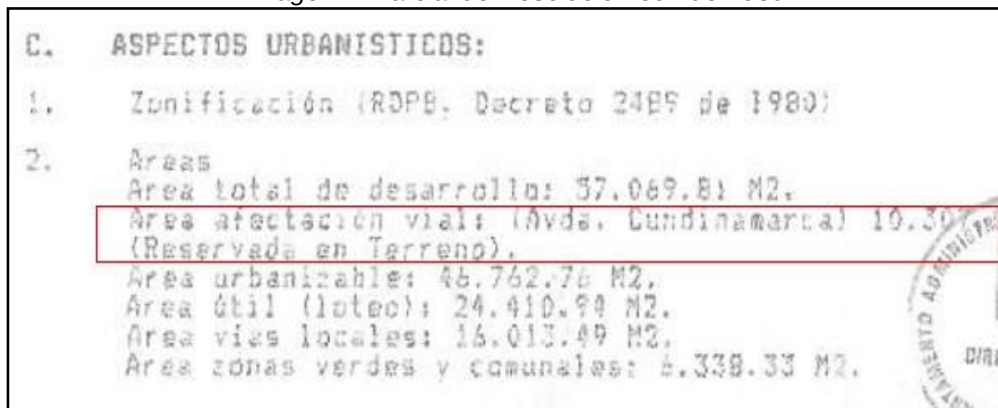 C. ASPECTOS URBANISTICOS:
1. Zonificación (RDPB. Decreto 2489 de 1980)
2. Areas
Area total de desarrollo: 57.069.81 M2.
Area afectación vial: (Avda. Cundinamarca) 10.307
(Reservada en Terreno).
Area urbanizable: 46.762.76 M2.
Area útil (loteo): 24.410.94 M2.
Area vias locales: 16.013.49 M2.
Area zonas verdes y comunales: 6.338.33 M2.